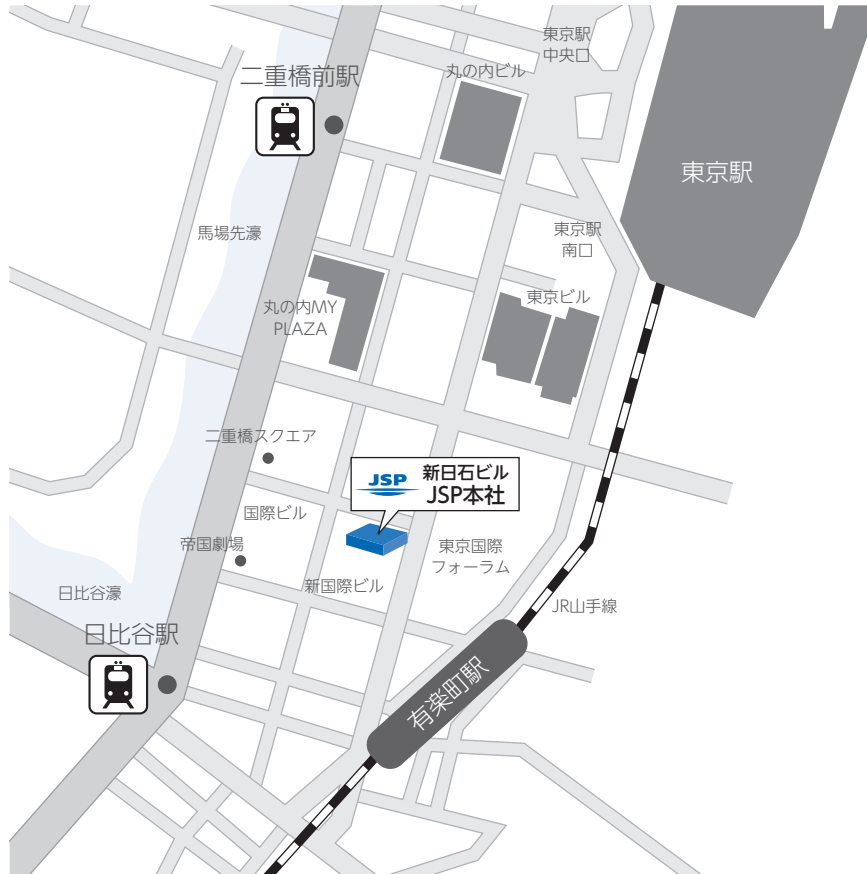 東京駅
中央口
丸の内ビル
二重橋前駅
東京駅
馬場先濠
東京駅
南口
東京ビル
丸の内MY
PLAZA
二重橋スクエア
JSP
新日石ビル
JSP本社
国際ビル
帝国劇場
東京国際
フォーラム
新国際ビル
日比谷濠
JR山手線
日比谷駅
有楽町駅